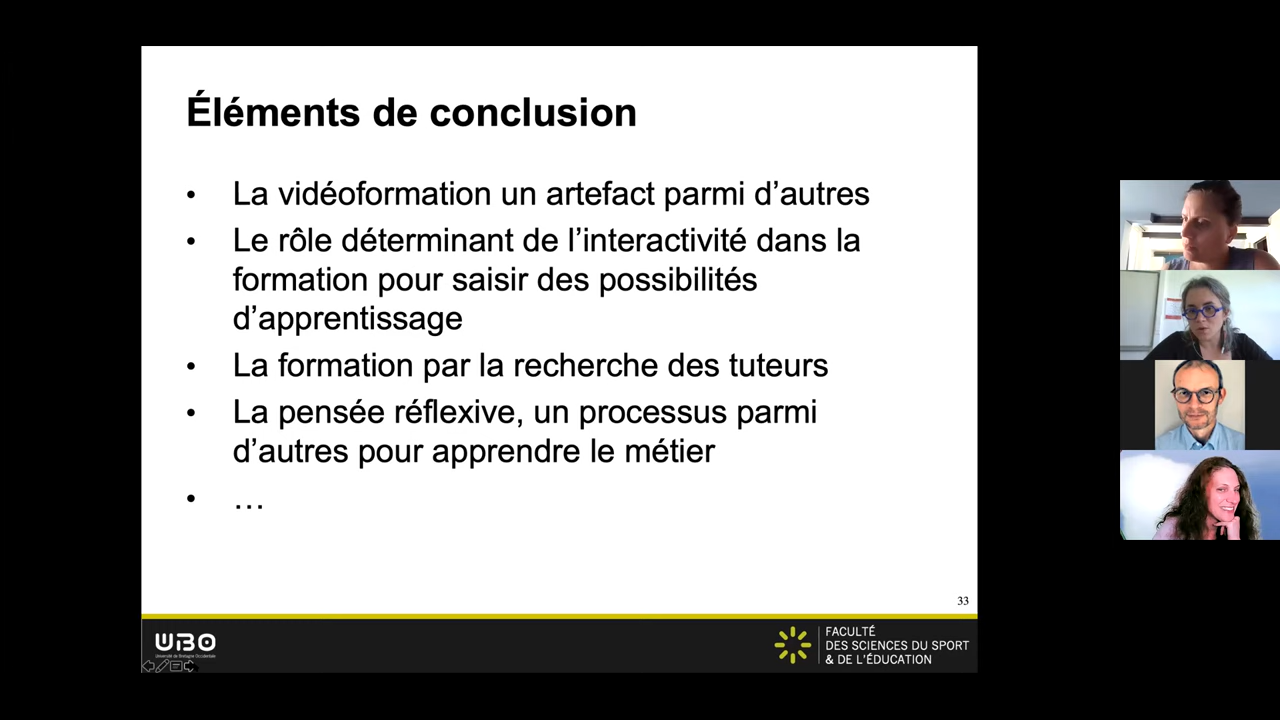 Éléments de conclusion
• La vidéoformation un artefact parmi d’autres
• Le rôle déterminant de l’interactivité dans la
formation pour saisir des possibilités
d’apprentissage
• La formation par la recherche des tuteurs
• La pensée réflexive, un processus parmi
d’autres pour apprendre le métier
• …
33
UBO
Université de Bretagne Occidentale
FACULTÉ
DES SCIENCES DU SPORT
& DE L’ÉDUCATION